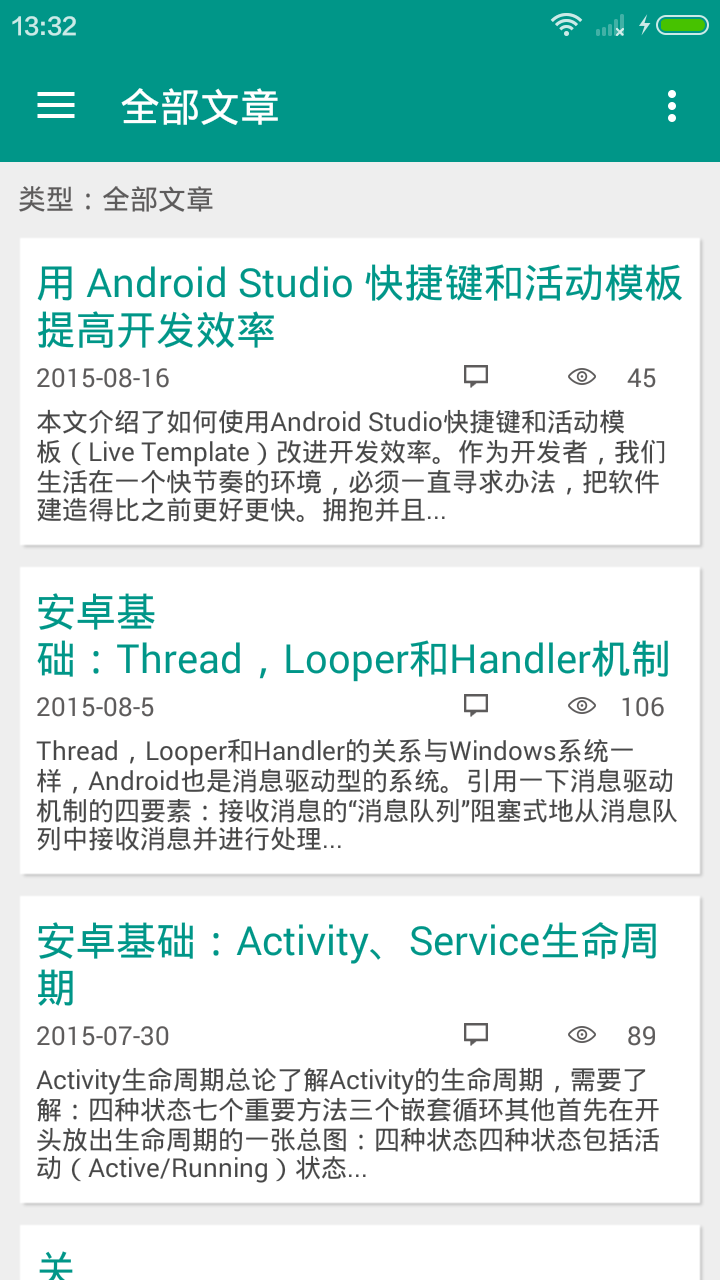 13:32
全部文章
类型：全部文章
用 Android Studio 快捷键和活动模板
提高开发效率
2015-08-16 45
本文介绍了如何使用Android Studio快捷键和活动模
板（Live Template）改进开发效率。作为开发者，我们
生活在一个快节奏的环境，必须一直寻求办法，把软件
建造得比之前更好更快。拥抱并且...
安卓基
础：Thread，Looper和Handler机制
2015-08-5 106
Thread，Looper和Handler的关系与Windows系统一
样，Android也是消息驱动型的系统。引用一下消息驱动
机制的四要素：接收消息的“消息队列”阻塞式地从消息队
列中接收消息并进行处理...
安卓基础：Activity、Service生命周
期
2015-07-30 89
Activity生命周期总论了解Activity的生命周期，需要了
解：四种状态七个重要方法三个嵌套循环其他首先在开
头放出生命周期的一张总图：四种状态四种状态包括活
动（Active/Running）状态...
关